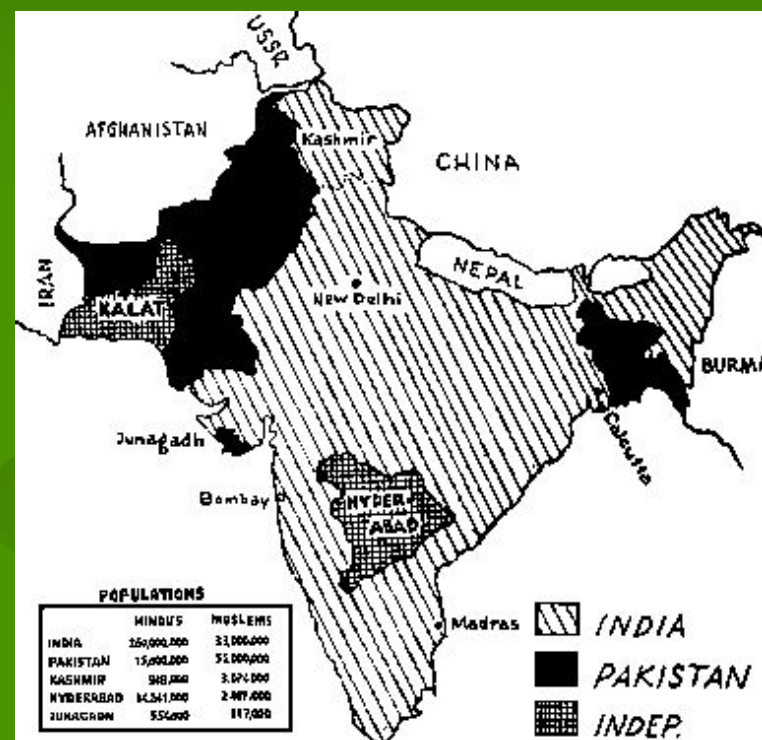 USSR
AFGHANISTAN
Kashmir
CHINA
IRAN
KALAT
NEPAL
New Delhi
BURMA
Junagadh
Calcutta
Bombay
HYDER
ABAD
Madras
POPULATIONS
HINDUS MOSLEMS
INDIA
PAKISTAN
KASHMIR
HYDERABAD
JUNAGADH
INDIA
PAKISTAN
INDEP.